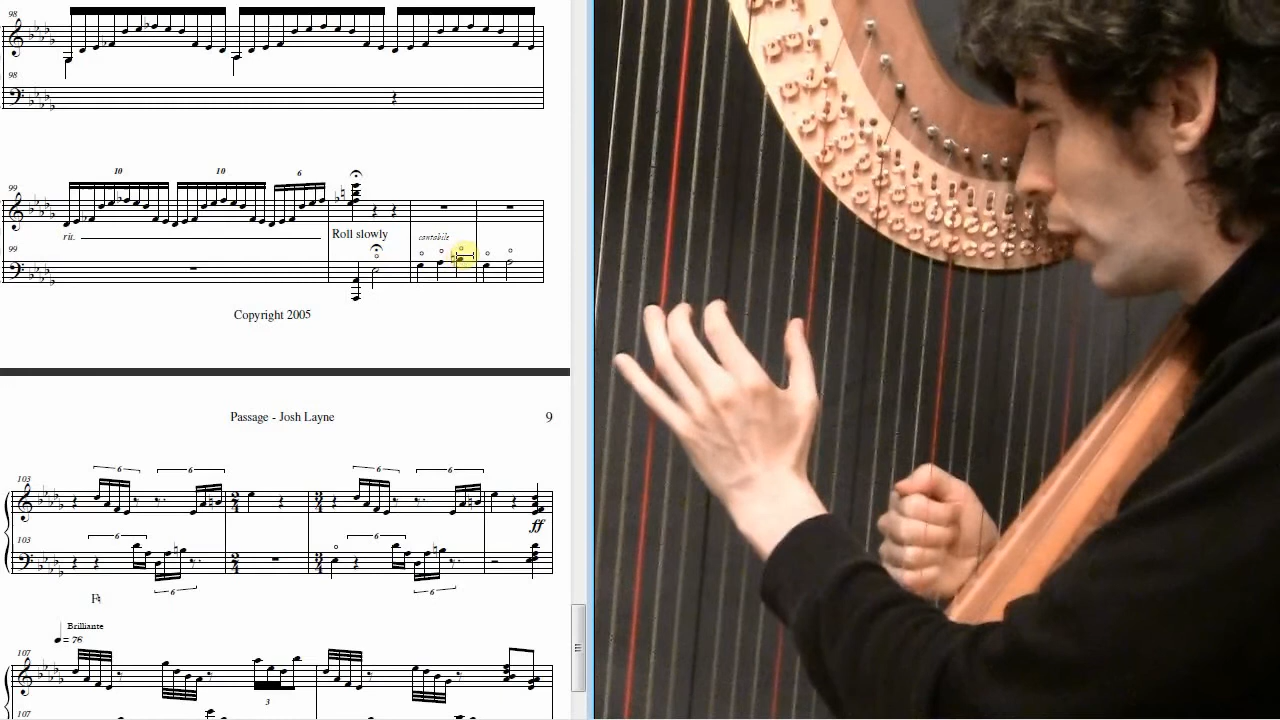 98
98
10 10 6
99
rit.
Roll slowly
cantabile
99
Copyright 2005
Passage - Josh Layne 9
6 6 6 6
103
ff
6 6
103
6 6
F♮
Brillante
= 76
107
3
107